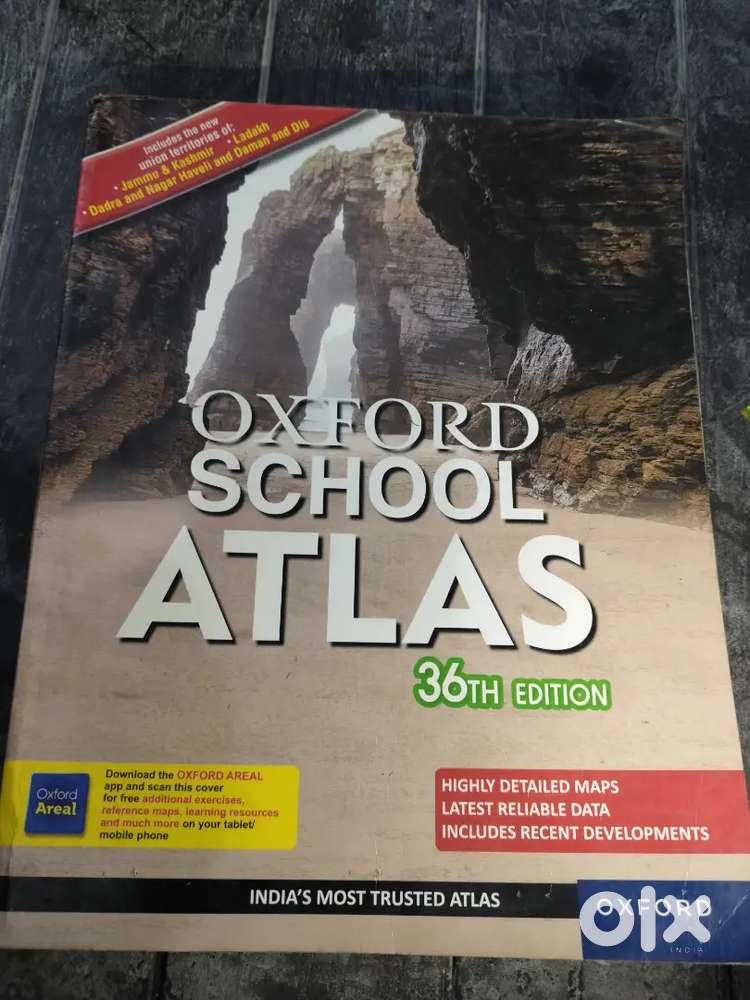 Includes the new
union territories of:
• Jammu & Kashmir • Ladakh
• Dadra and Nagar Haveli and Daman and Diu
OXFORD
SCHOOL
ATLAS
36TH EDITION
Oxford
Areal
Download the OXFORD AREAL
app and scan this cover
for free additional exercises,
reference maps, learning resources
and much more on your tablet/
mobile phone
HIGHLY DETAILED MAPS
LATEST RELIABLE DATA
INCLUDES RECENT DEVELOPMENTS
INDIA'S MOST TRUSTED ATLAS
OXFORD
olx
INDIA